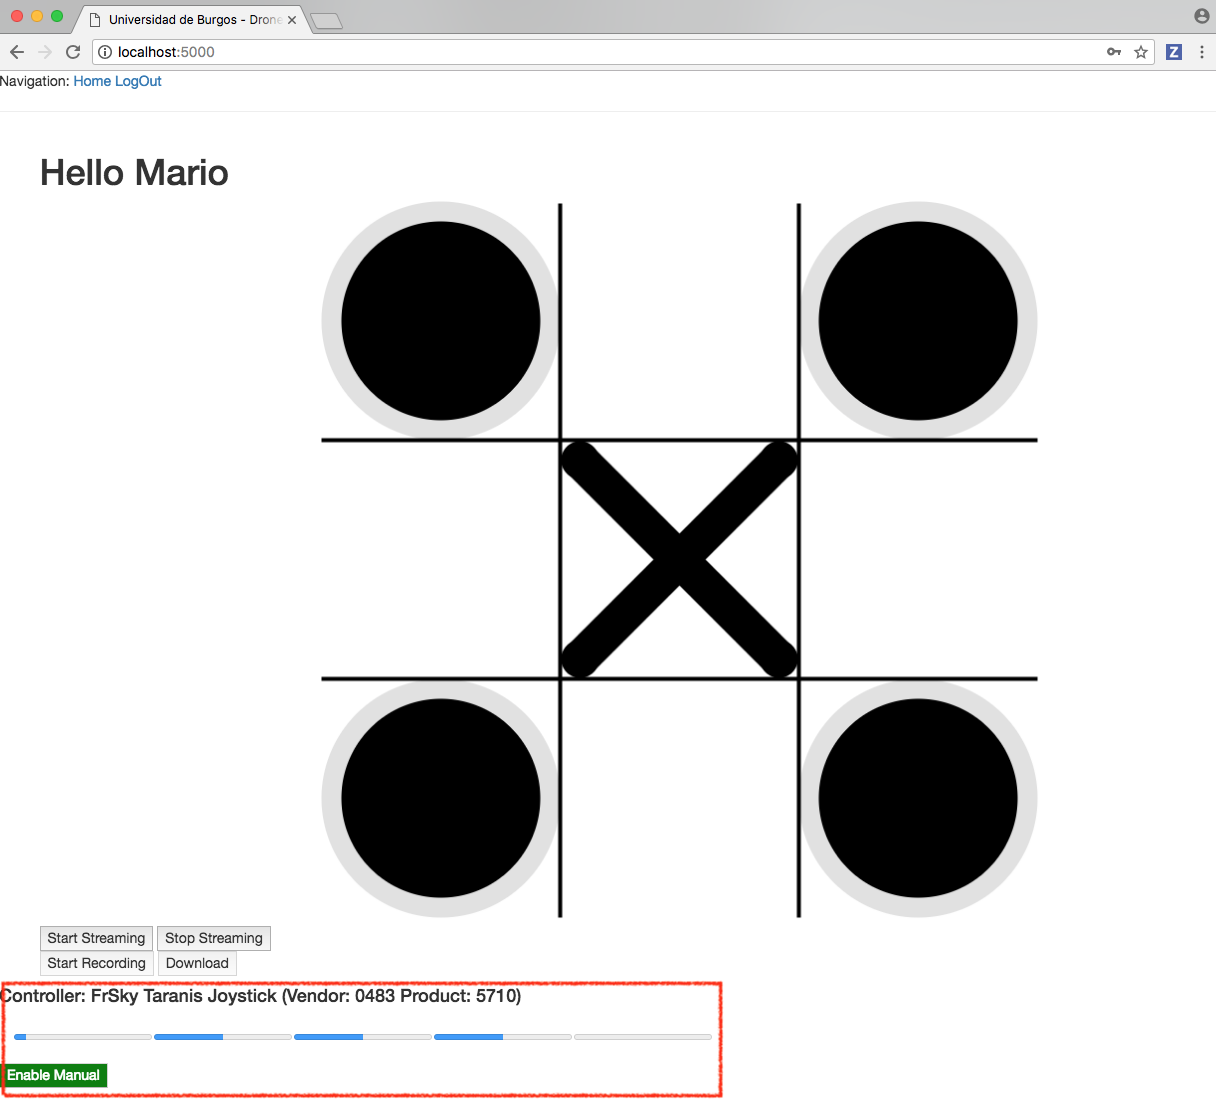 Universidad de Burgos - Drone
localhost:5000
Z
Navigation: Home LogOut
Hello Mario
Start Streaming Stop Streaming
Start Recording Download
Controller: FrSky Taranis Joystick (Vendor: 0483 Product: 5710)
Enable Manual